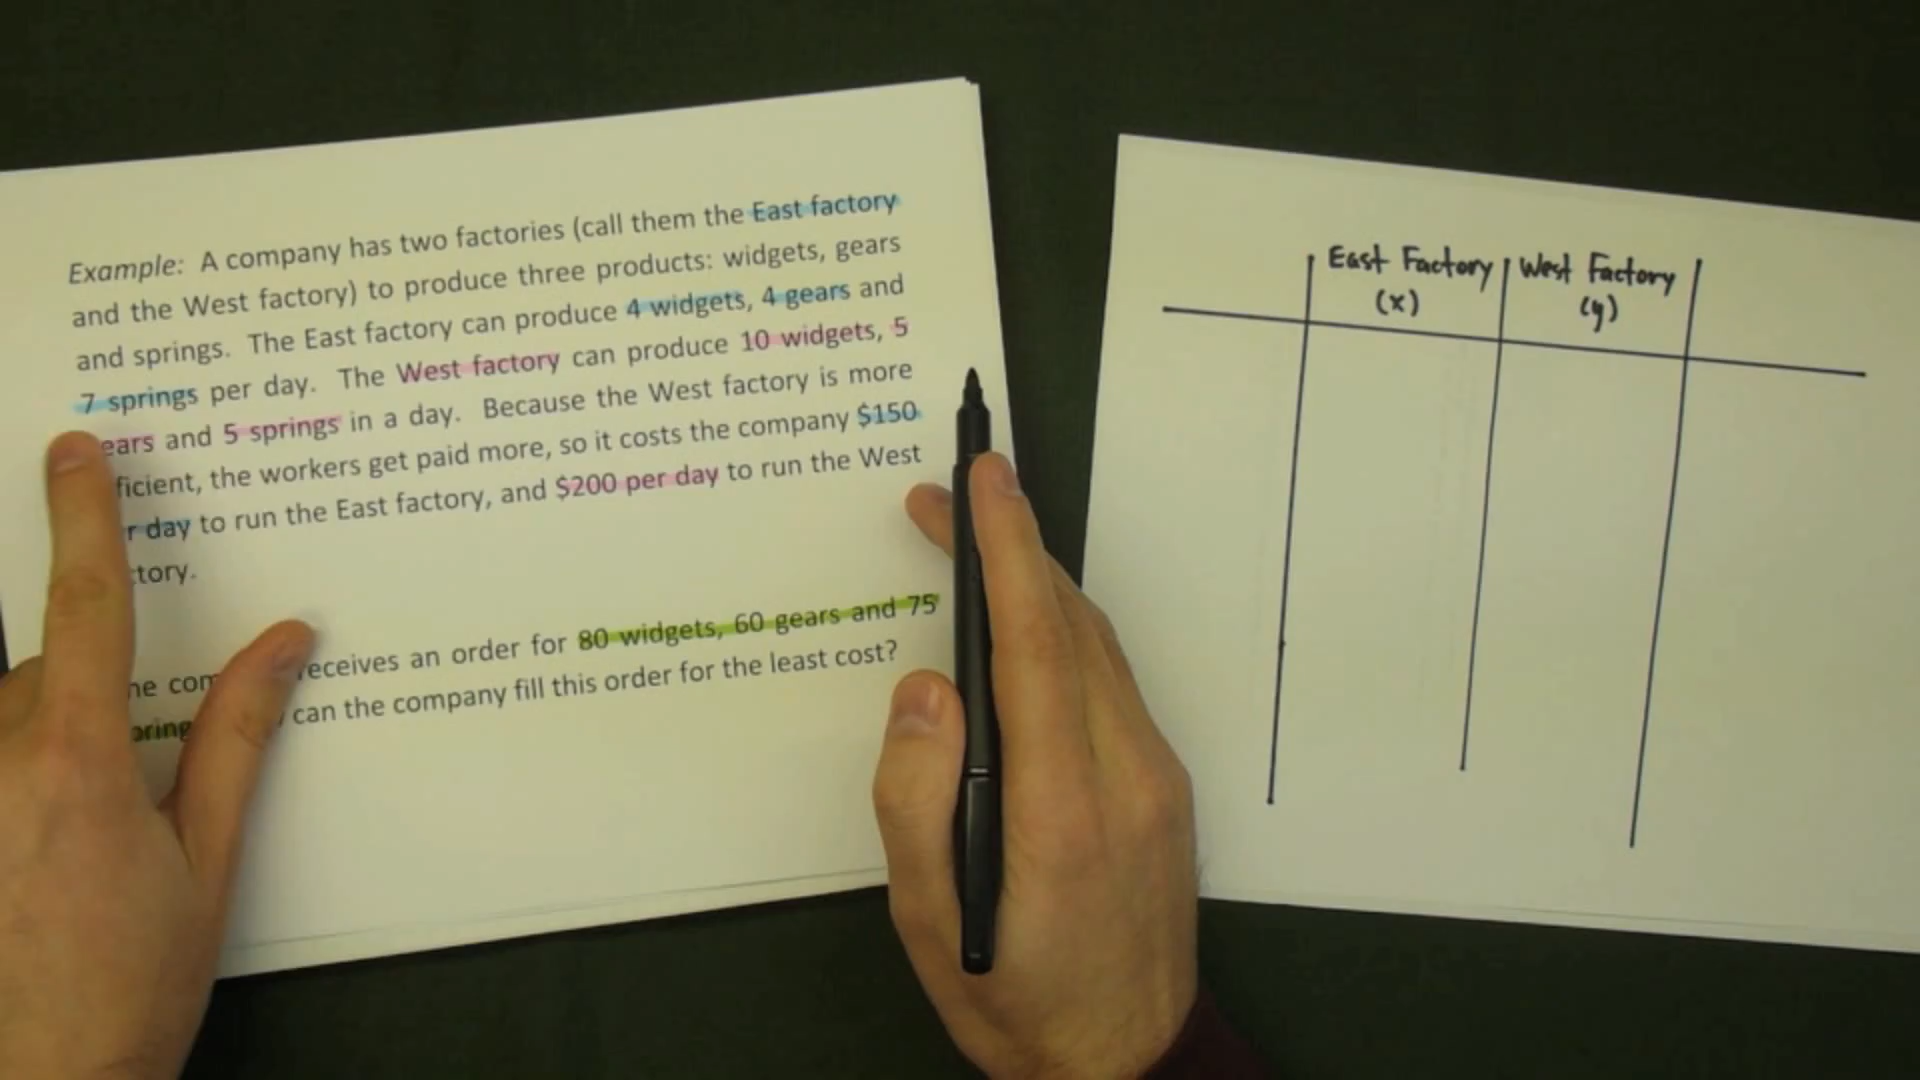 Example: A company has two factories (call them the East factory
and the West factory) to produce three products: widgets, gears
and springs. The East factory can produce 4 widgets, 4 gears and
7 springs per day. The West factory can produce 10 widgets, 5
ears and 5 springs in a day. Because the West factory is more
ficient, the workers get paid more, so it costs the company $150
r day to run the East factory, and $200 per day to run the West
tory.
he com receives an order for 80 widgets, 60 gears and 75
pring can the company fill this order for the least cost?
East Factory West Factory
(x) (y)